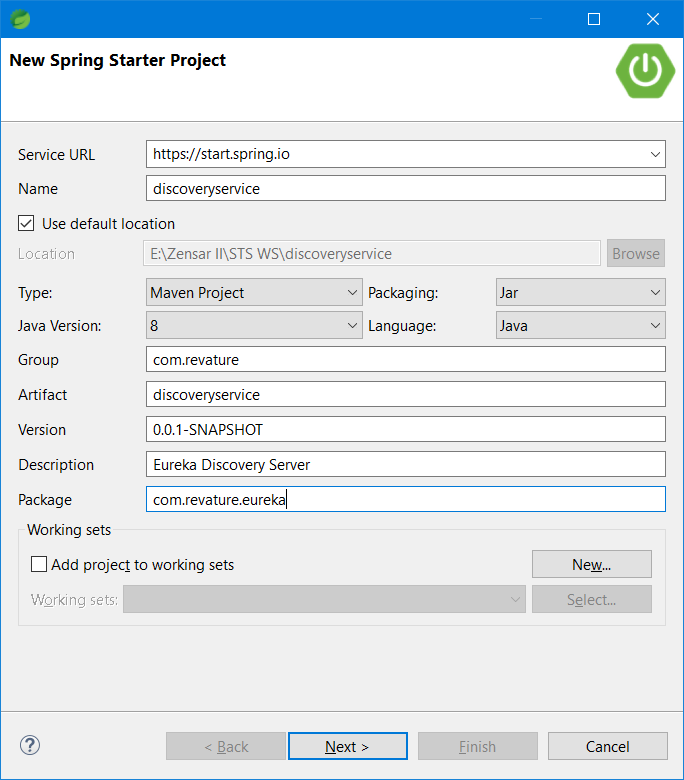 New Spring Starter Project
Service URL https://start.spring.io
Name discoveryservice
Use default location
Location E:\Zensar II\STS WS\discoveryservice Browse
Type: Maven Project Packaging: Jar
Java Version: 8 Language: Java
Group com.revature
Artifact discoveryservice
Version 0.0.1-SNAPSHOT
Description Eureka Discovery Server
Package com.revature.eureka
Working sets
Add project to working sets New...
Working sets: Select...
? < Back Next > Finish Cancel